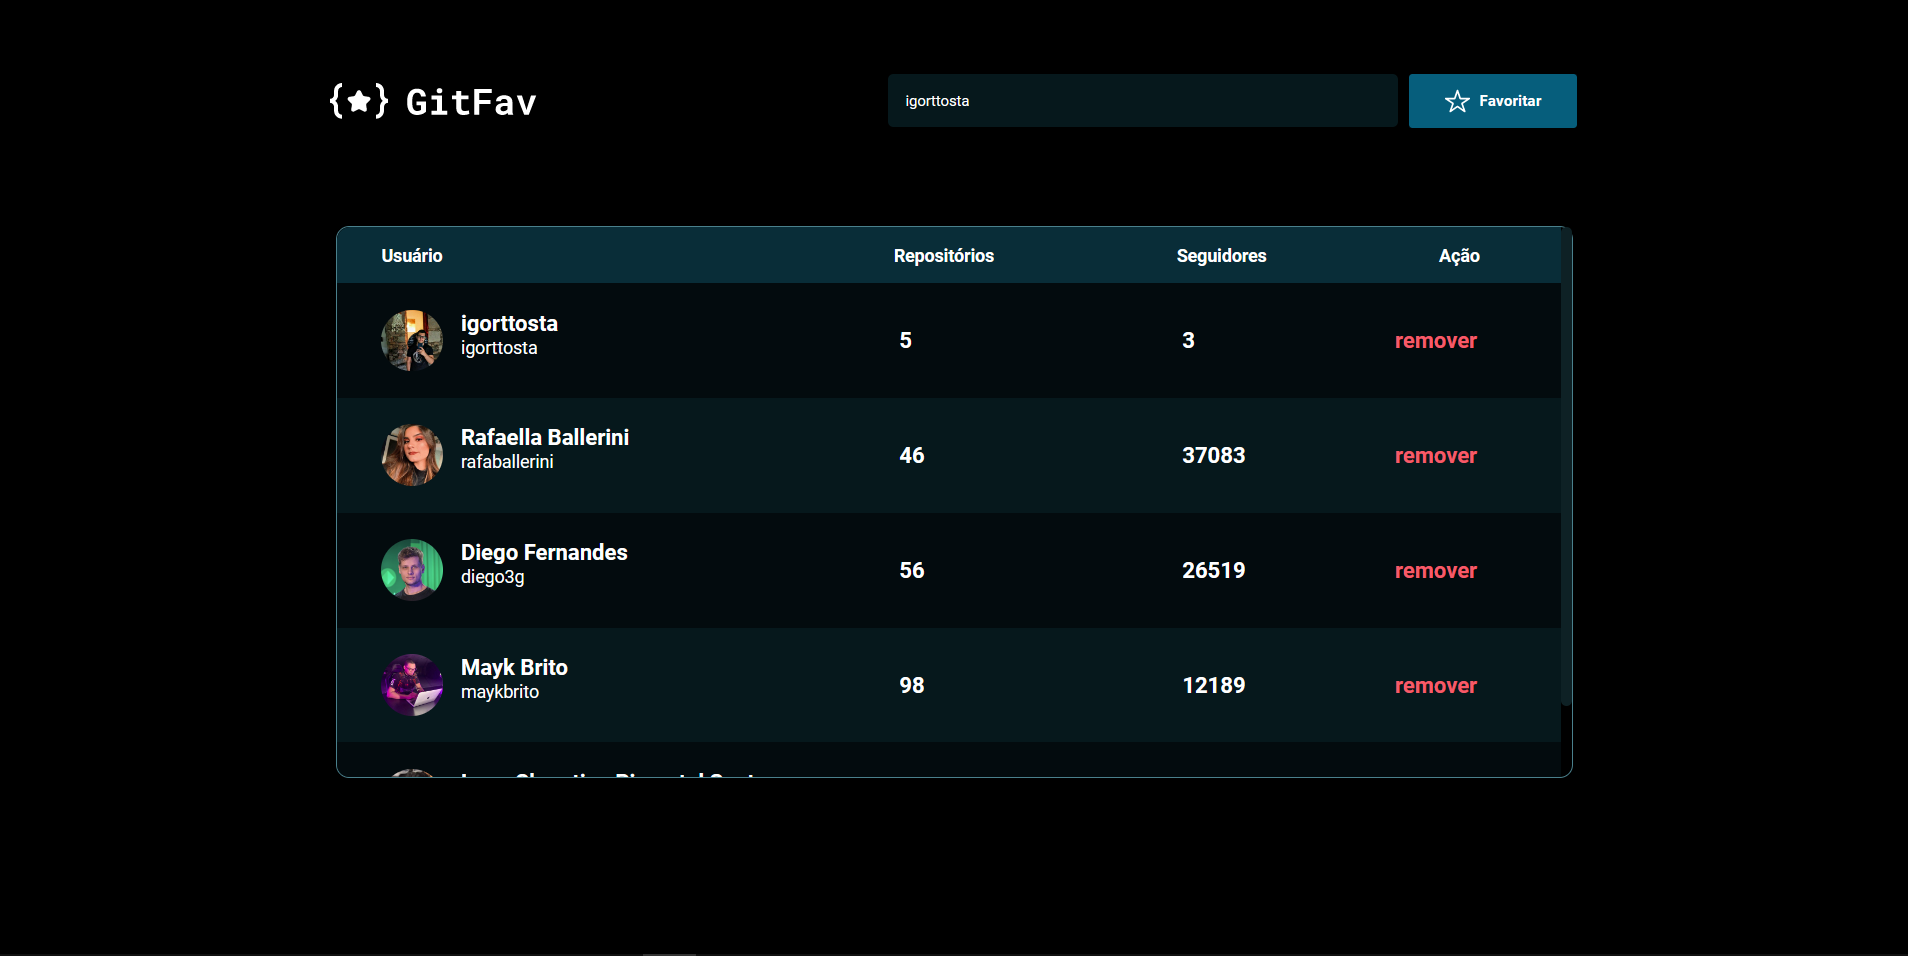 GitFav
igorttosta
Favoritar
Usuário Repositórios Seguidores Ação
igorttosta
igorttosta
5 3 remover
Rafaella Ballerini
rafaballerini
46 37083 remover
Diego Fernandes
diego3g
56 26519 remover
Mayk Brito
maykbrito
98 12189 remover